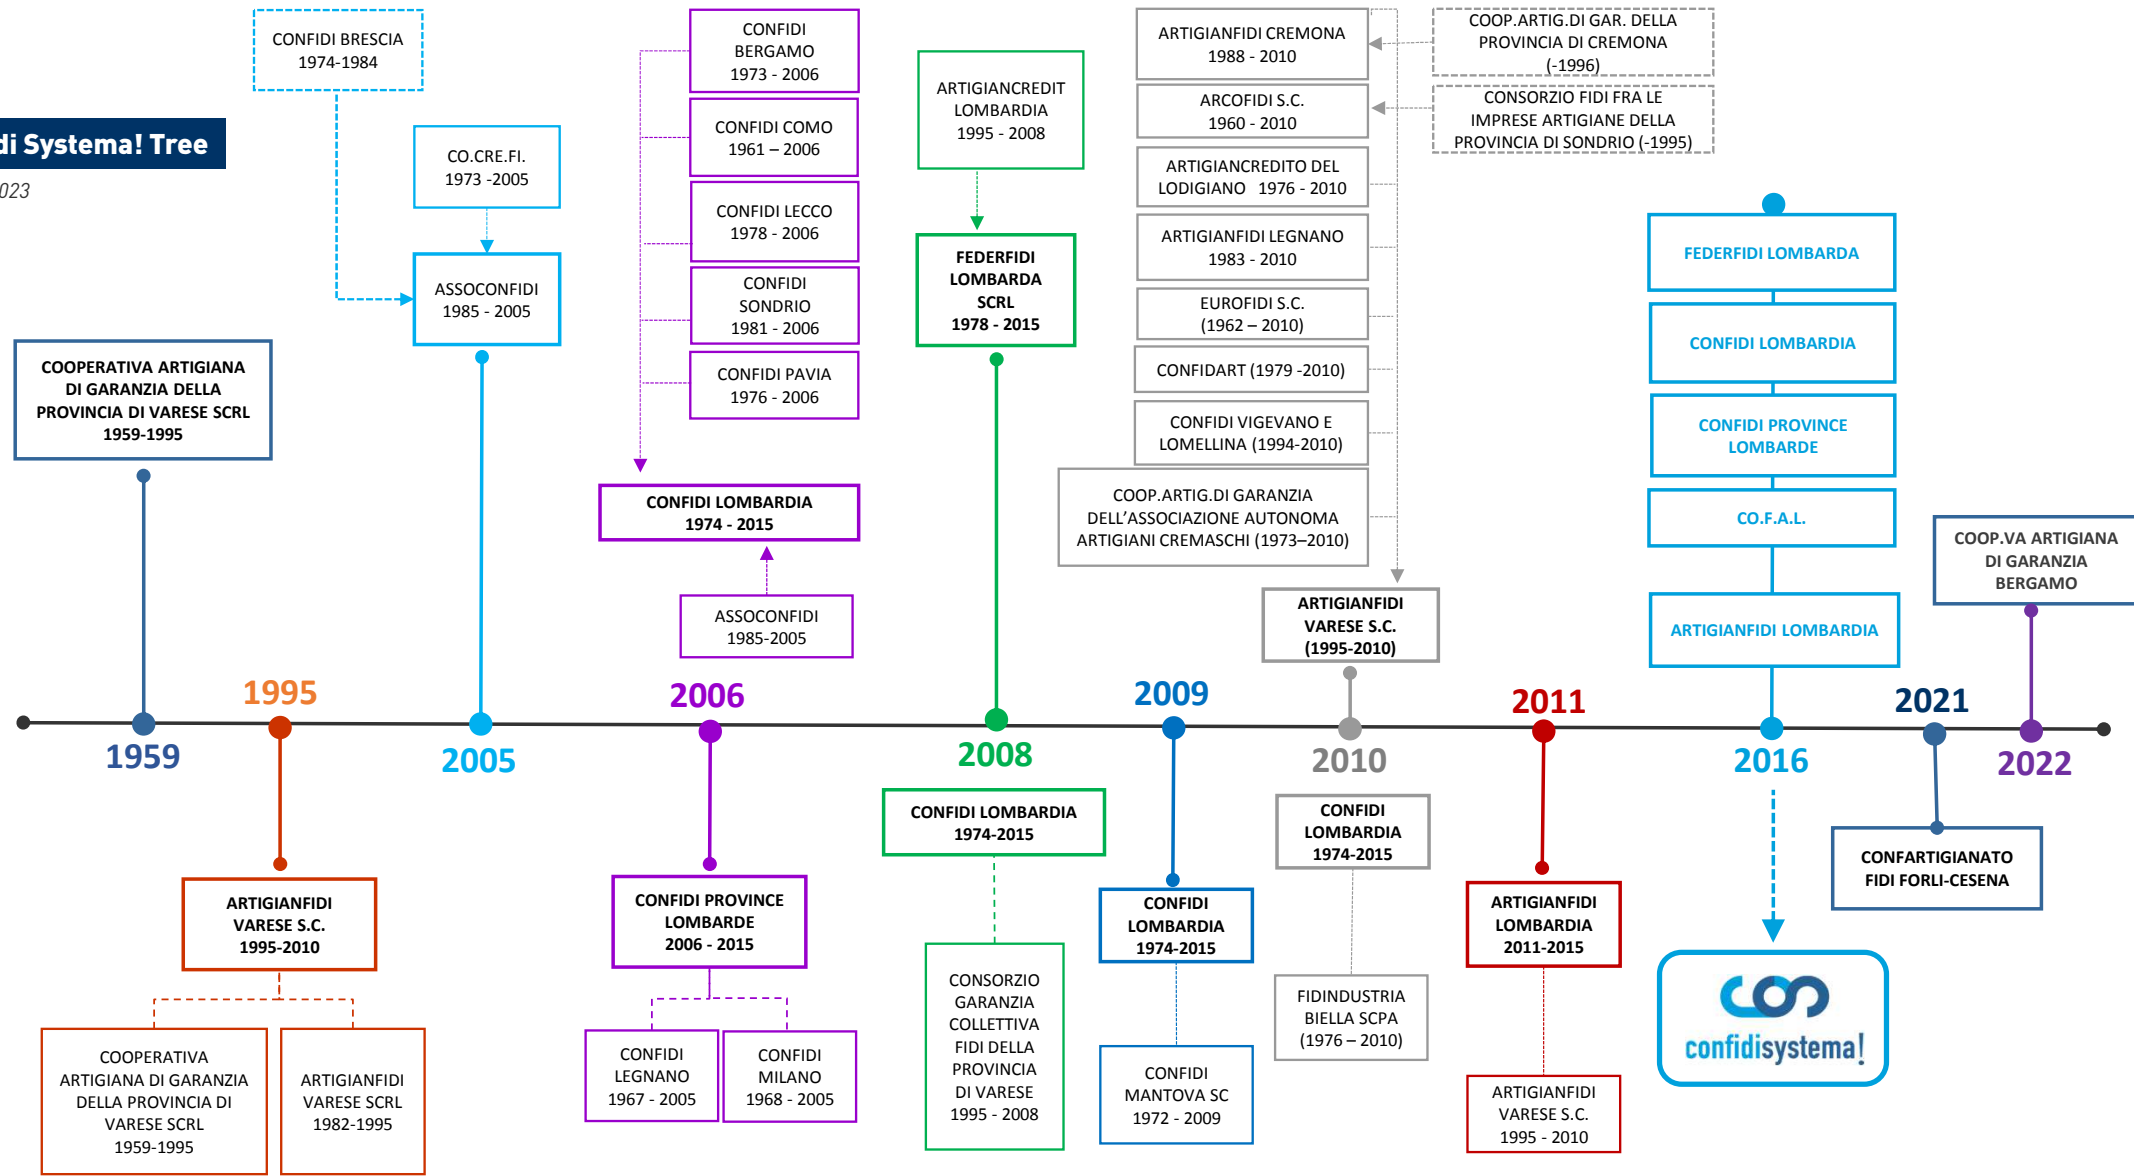 di Systema! Tree
023
CONFIDI BRESCIA
1974-1984
CO.CRE.FI.
1973 -2005
ASSOCONFIDI
1985 - 2005
COOPERATIVA ARTIGIANA
DI GARANZIA DELLA
PROVINCIA DI VARESE SCRL
1959-1995
CONFIDI
BERGAMO
1973 - 2006
CONFIDI COMO
1961 – 2006
CONFIDI LECCO
1978 - 2006
CONFIDI
SONDRIO
1981 - 2006
CONFIDI PAVIA
1976 - 2006
CONFIDI LOMBARDIA
1974 - 2015
ASSOCONFIDI
1985-2005
ARTIGIANCREDIT
LOMBARDIA
1995 - 2008
FEDERFIDI
LOMBARDA
SCRL
1978 - 2015
ARTIGIANFIDI CREMONA
1988 - 2010
ARCOFIDI S.C.
1960 - 2010
ARTIGIANCREDITO DEL
LODIGIANO 1976 - 2010
ARTIGIANFIDI LEGNANO
1983 - 2010
EUROFIDI S.C.
(1962 – 2010)
CONFIDART (1979 -2010)
CONFIDI VIGEVANO E
LOMELLINA (1994-2010)
COOP.ARTIG.DI GARANZIA
DELL'ASSOCIAZIONE AUTONOMA
ARTIGIANI CREMASCHI (1973–2010)
COOP.ARTIG.DI GAR. DELLA
PROVINCIA DI CREMONA
(-1996)
CONSORZIO FIDI FRA LE
IMPRESE ARTIGIANE DELLA
PROVINCIA DI SONDRIO (-1995)
ARTIGIANFIDI
VARESE S.C.
(1995-2010)
FEDERFIDI LOMBARDA
CONFIDI LOMBARDIA
CONFIDI PROVINCE
LOMBARDE
CO.F.A.L.
ARTIGIANFIDI LOMBARDIA
COOP.VA ARTIGIANA
DI GARANZIA
BERGAMO
1959
1995
2005
2006
2008
2009
2010
2011
2016
2021
2022
ARTIGIANFIDI
VARESE S.C.
1995-2010
COOPERATIVA
ARTIGIANA DI GARANZIA
DELLA PROVINCIA DI
VARESE SCRL
1959-1995
ARTIGIANFIDI
VARESE SCRL
1982-1995
CONFIDI PROVINCE
LOMBARDE
2006 - 2015
CONFIDI
LEGNANO
1967 - 2005
CONFIDI
MILANO
1968 - 2005
CONFIDI LOMBARDIA
1974-2015
CONSORZIO
GARANZIA
COLLETTIVA
FIDI DELLA
PROVINCIA
DI VARESE
1995 - 2008
CONFIDI
LOMBARDIA
1974-2015
CONFIDI
MANTOVA SC
1972 - 2009
CONFIDI
LOMBARDIA
1974-2015
FIDINDUSTRIA
BIELLA SCPA
(1976 – 2010)
ARTIGIANFIDI
LOMBARDIA
2011-2015
ARTIGIANFIDI
VARESE S.C.
1995 - 2010
confidisystema!
CONFARTIGIANATO
FIDI FORLI-CESENA